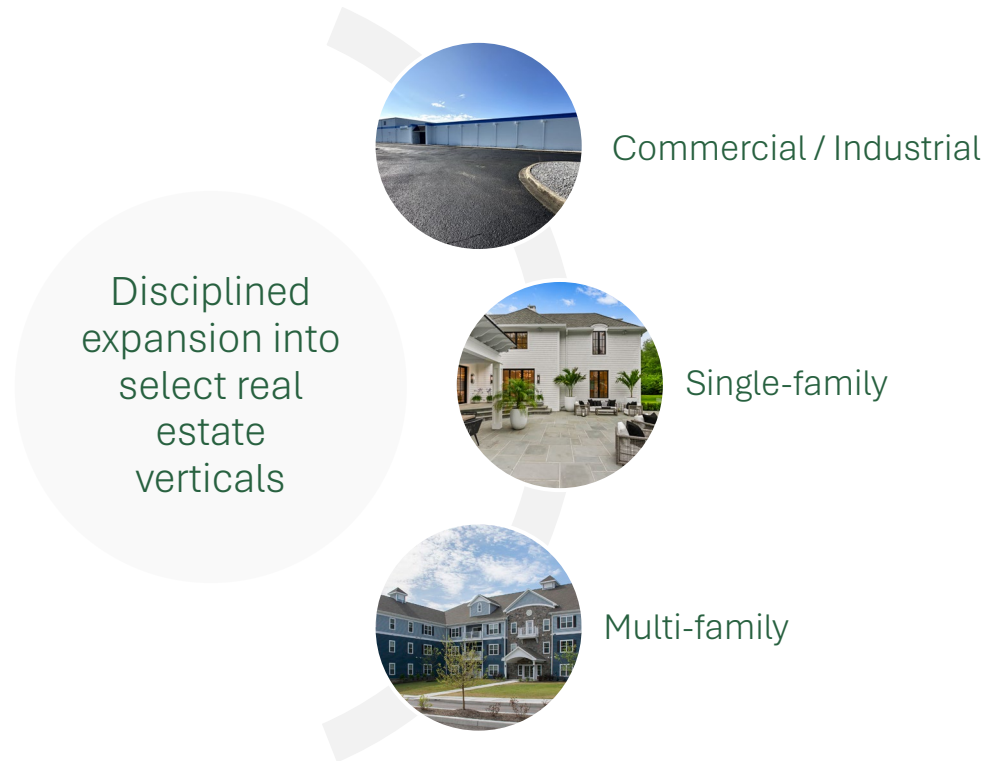 Disciplined
expansion into
select real
estate
verticals
Commercial / Industrial
Single-family
Multi-family